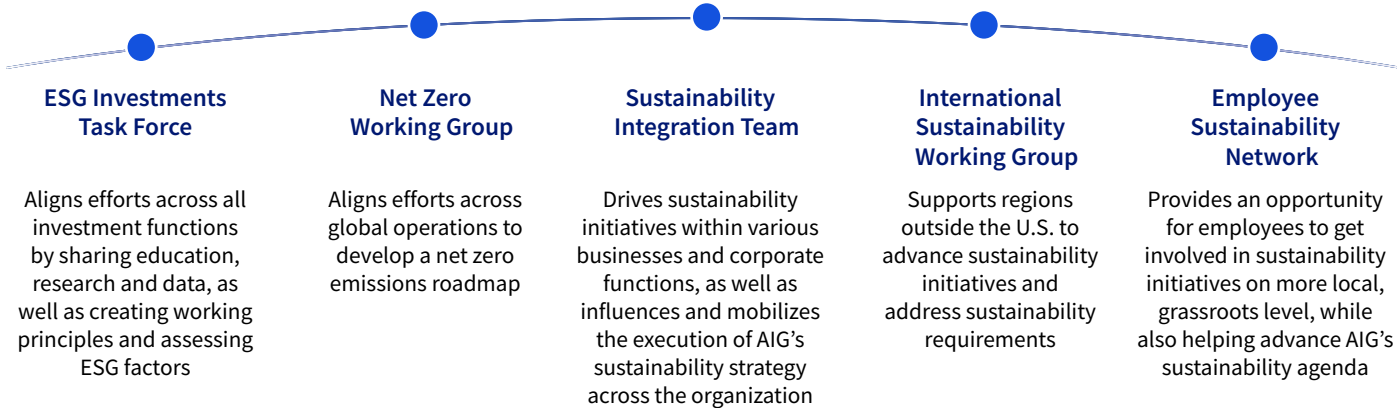 ESG Investments
Task Force
Aligns efforts across all
investment functions
by sharing education,
research and data, as
well as creating working
principles and assessing
ESG factors
Net Zero
Working Group
Aligns efforts across
global operations to
develop a net zero
emissions roadmap
Sustainability
Integration Team
Drives sustainability
initiatives within various
businesses and corporate
functions, as well as
influences and mobilizes
the execution of AIG’s
sustainability strategy
across the organization
International
Sustainability
Working Group
Supports regions
outside the U.S. to
advance sustainability
initiatives and
address sustainability
requirements
Employee
Sustainability
Network
Provides an opportunity
for employees to get
involved in sustainability
initiatives on more local,
grassroots level, while
also helping advance AIG’s
sustainability agenda